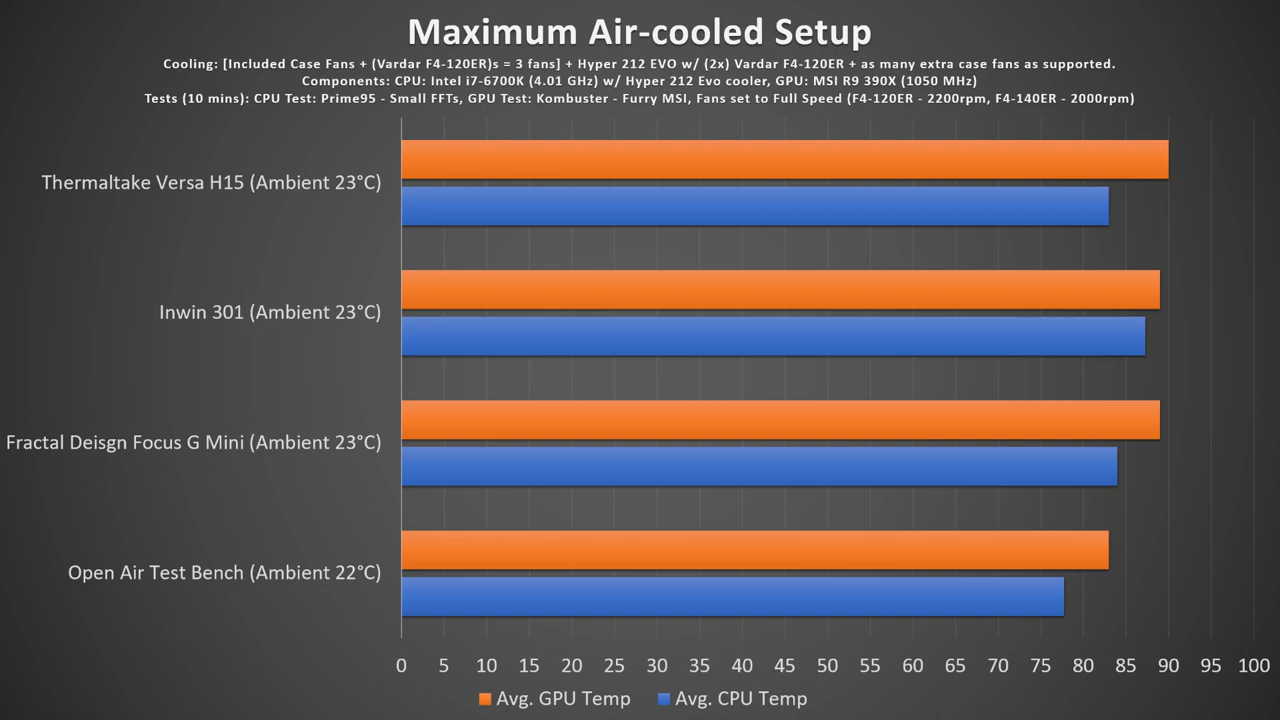 Maximum Air-cooled Setup
Cooling: [Included Case Fans + (Vardar F4-120ER)s = 3 fans] + Hyper 212 EVO w/ (2x) Vardar F4-120ER + as many extra case fans as supported.
Components: CPU: Intel i7-6700K (4.01 GHz) w/ Hyper 212 Evo cooler, GPU: MSI R9 390X (1050 MHz)
Tests (10 mins): CPU Test: Prime95 - Small FFTs, GPU Test: Kombuster - Furry MSI, Fans set to Full Speed (F4-120ER - 2200rpm, F4-140ER - 2000rpm)
Thermaltake Versa H15 (Ambient 23°C)
Inwin 301 (Ambient 23°C)
Fractal Deisgn Focus G Mini (Ambient 23°C)
Open Air Test Bench (Ambient 22°C)
0 5 10 15 20 25 30 35 40 45 50 55 60 65 70 75 80 85 90 95 100
Avg. GPU Temp Avg. CPU Temp